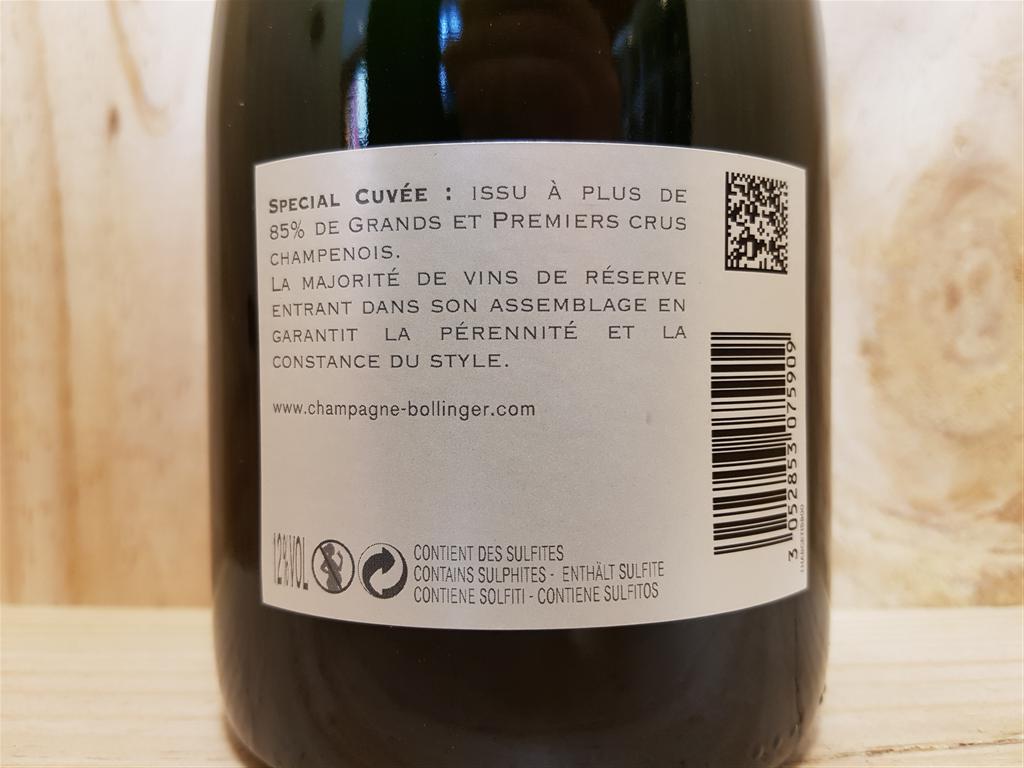 SPECIAL CUVÉE : ISSU À PLUS DE
85% DE GRANDS ET PREMIERS CRUS
CHAMPENOIS.
LA MAJORITÉ DE VINS DE RÉSERVE
ENTRANT DANS SON ASSEMBLAGE EN
GARANTIT LA PÉRENNITÉ ET LA
CONSTANCE DU STYLE.
www.champagne-bollinger.com
12%VOL
CONTIENT DES SULFITES
CONTAINS SULPHITES - ENTHÄLT SULFITE
CONTIENE SOLFITI - CONTIENE SULFITOS
3 052853 075909